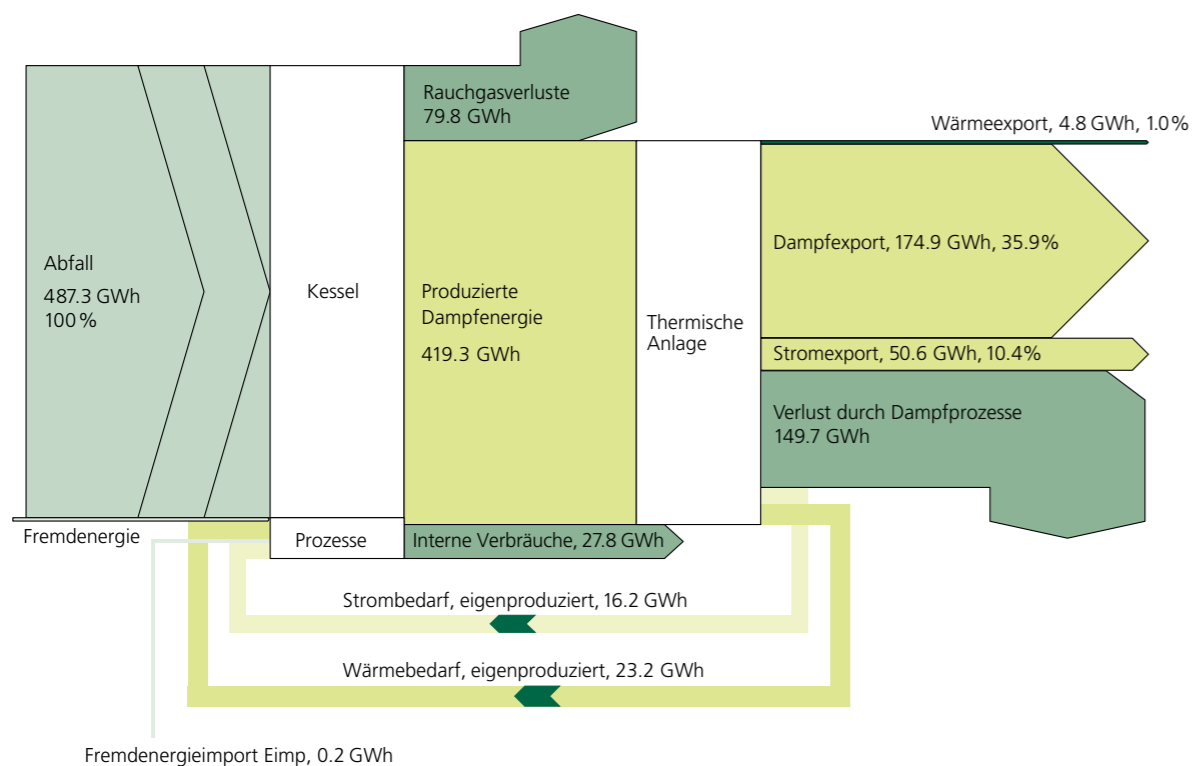 Rauchgasverluste
79.8 GWh
Wärmeexport, 4.8 GWh, 1.0 %
Abfall
487.3 GWh
100 %
Kessel
Produzierte
Dampfenergie
419.3 GWh
Thermische
Anlage
Dampfexport, 174.9 GWh, 35.9 %
Stromexport, 50.6 GWh, 10.4 %
Verlust durch Dampfprozesse
149.7 GWh
Fremdenergie
Prozesse
Interne Verbräuche, 27.8 GWh
Strombedarf, eigenproduziert, 16.2 GWh
Wärmebedarf, eigenproduziert, 23.2 GWh
Fremdenergieimport Eimp, 0.2 GWh